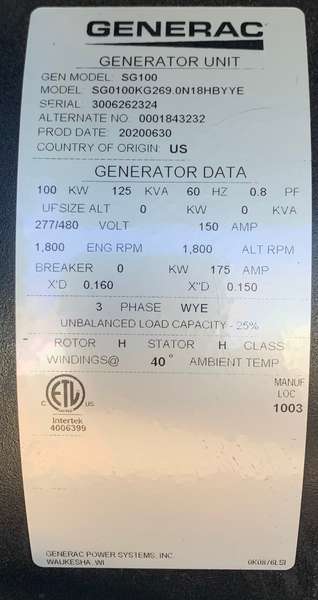 GENERAC
GENERATOR UNIT
GEN MODEL: SG100
MODEL: SG0100KG269.0N18HBYYE
SERIAL: 3006262324
ALTERNATE NO: 0001843232
PROD DATE: 20200630
COUNTRY OF ORIGIN: US
GENERATOR DATA
100 KW 125 KVA 60 HZ 0.8 PF
UPSIZE ALT 0 KW 0 KVA
277/480 VOLT 150 AMP
1,800 ENG RPM 1,800 ALT RPM
BREAKER 0 KW 175 AMP
X'D 0.160 X"D 0.150
3 PHASE WYE
UNBALANCED LOAD CAPACITY - 25%
ROTOR H STATOR H CLASS
WINDINGS@ 40° AMBIENT TEMP
ETL
C US
Intertek
4006399
MANUF
LOC
1003
GENERAC POWER SYSTEMS, INC.
WAUKESHA, WI